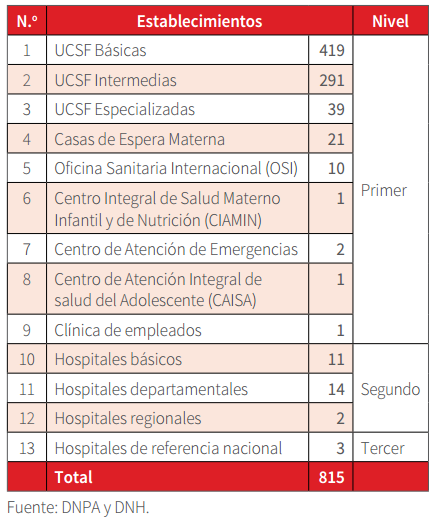 N.º Establecimientos Nivel
1 UCSF Básicas 419
2 UCSF Intermedias 291
3 UCSF Especializadas 39
4 Casas de Espera Materna 21
5 Oficina Sanitaria Internacional (OSI) 10
6 Centro Integral de Salud Materno 1
Infantil y de Nutrición (CIAMIN)
Primer
7 Centro de Atención de Emergencias 2
8 Centro de Atención Integral de 1
salud del Adolescente (CAISA)
9 Clínica de empleados 1
10 Hospitales básicos 11
11 Hospitales departamentales 14 Segundo
12 Hospitales regionales 2
13 Hospitales de referencia nacional 3 Tercer
Total 815
Fuente: DNPA y DNH.